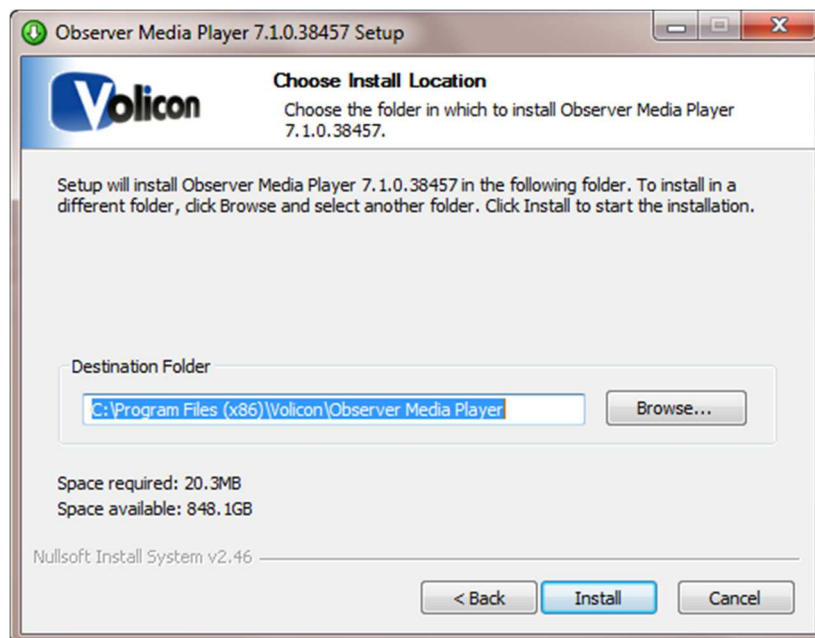 Observer Media Player 7.1.0.38457 Setup
Volicon
Choose Install Location
Choose the folder in which to install Observer Media Player
7.1.0.38457.
Setup will install Observer Media Player 7.1.0.38457 in the following folder. To install in a
different folder, click Browse and select another folder. Click Install to start the installation.
Destination Folder
C:\Program Files (x86)\Volicon\Observer Media Player
Browse...
Space required: 20.3MB
Space available: 848.1GB
Nullsoft Install System v2.46
< Back
Install
Cancel